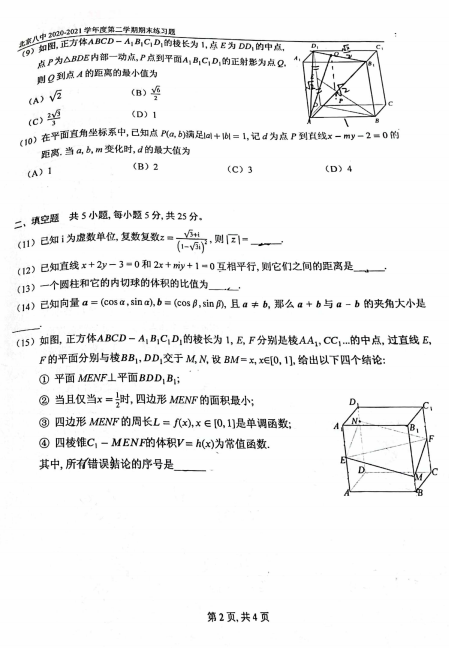 北京八中2020-2021学年度第二学期期末练习题
(9) 如图, 正方体ABCD－A₁B₁C₁D₁的棱长为1, 点E为DD₁的中点,
点P为△BDE内部一动点, P点到平面A₁B₁C₁D₁的正射影为点Q,
则Q到点A的距离的最小值为
(A) √2 (B) √6/2
(C) 2√3/3 (D) 1
(10) 在平面直角坐标系中, 已知点P(a, b)满足|a| + |b| = 1, 记d为点P到直线x － my － 2 = 0的
距离. 当a, b, m变化时, d的最大值为
(A) 1 (B) 2 (C) 3 (D) 4
二、填空题 共5小题, 每小题5分, 共25分。
(11) 已知i为虚数单位, 复数复数z = (√3+i)/(1-√3i)², 则|z| = ____.
(12) 已知直线x + 2y － 3 = 0和2x + my + 1 = 0互相平行, 则它们之间的距离是____.
(13) 一个圆柱和它的内切球的体积的比值为____.
(14) 已知向量a = (cos α, sin α), b = (cos β, sin β), 且a ≠ b, 那么a + b与a － b的夹角大小是
____.
(15) 如图, 正方体ABCD－A₁B₁C₁D₁的棱长为1, E, F分别是棱AA₁, CC₁...的中点, 过直线E,
F的平面分别与棱BB₁, DD₁交于M, N, 设BM = x, x∈[0, 1], 给出以下四个结论:
① 平面MENF⊥平面BDD₁B₁;
② 当且仅当x = 1/2时, 四边形MENF的面积最小;
③ 四边形MENF的周长L = f(x), x ∈ [0, 1]是单调函数;
④ 四棱锥C₁－MENF的体积V = h(x)为常值函数.
其中, 所有错误结论的序号是____.
D₁ C₁
A₁ B₁
D C
A B
D₁ C₁
A₁ N B₁
F
E D
M C
A B
第2页, 共4页